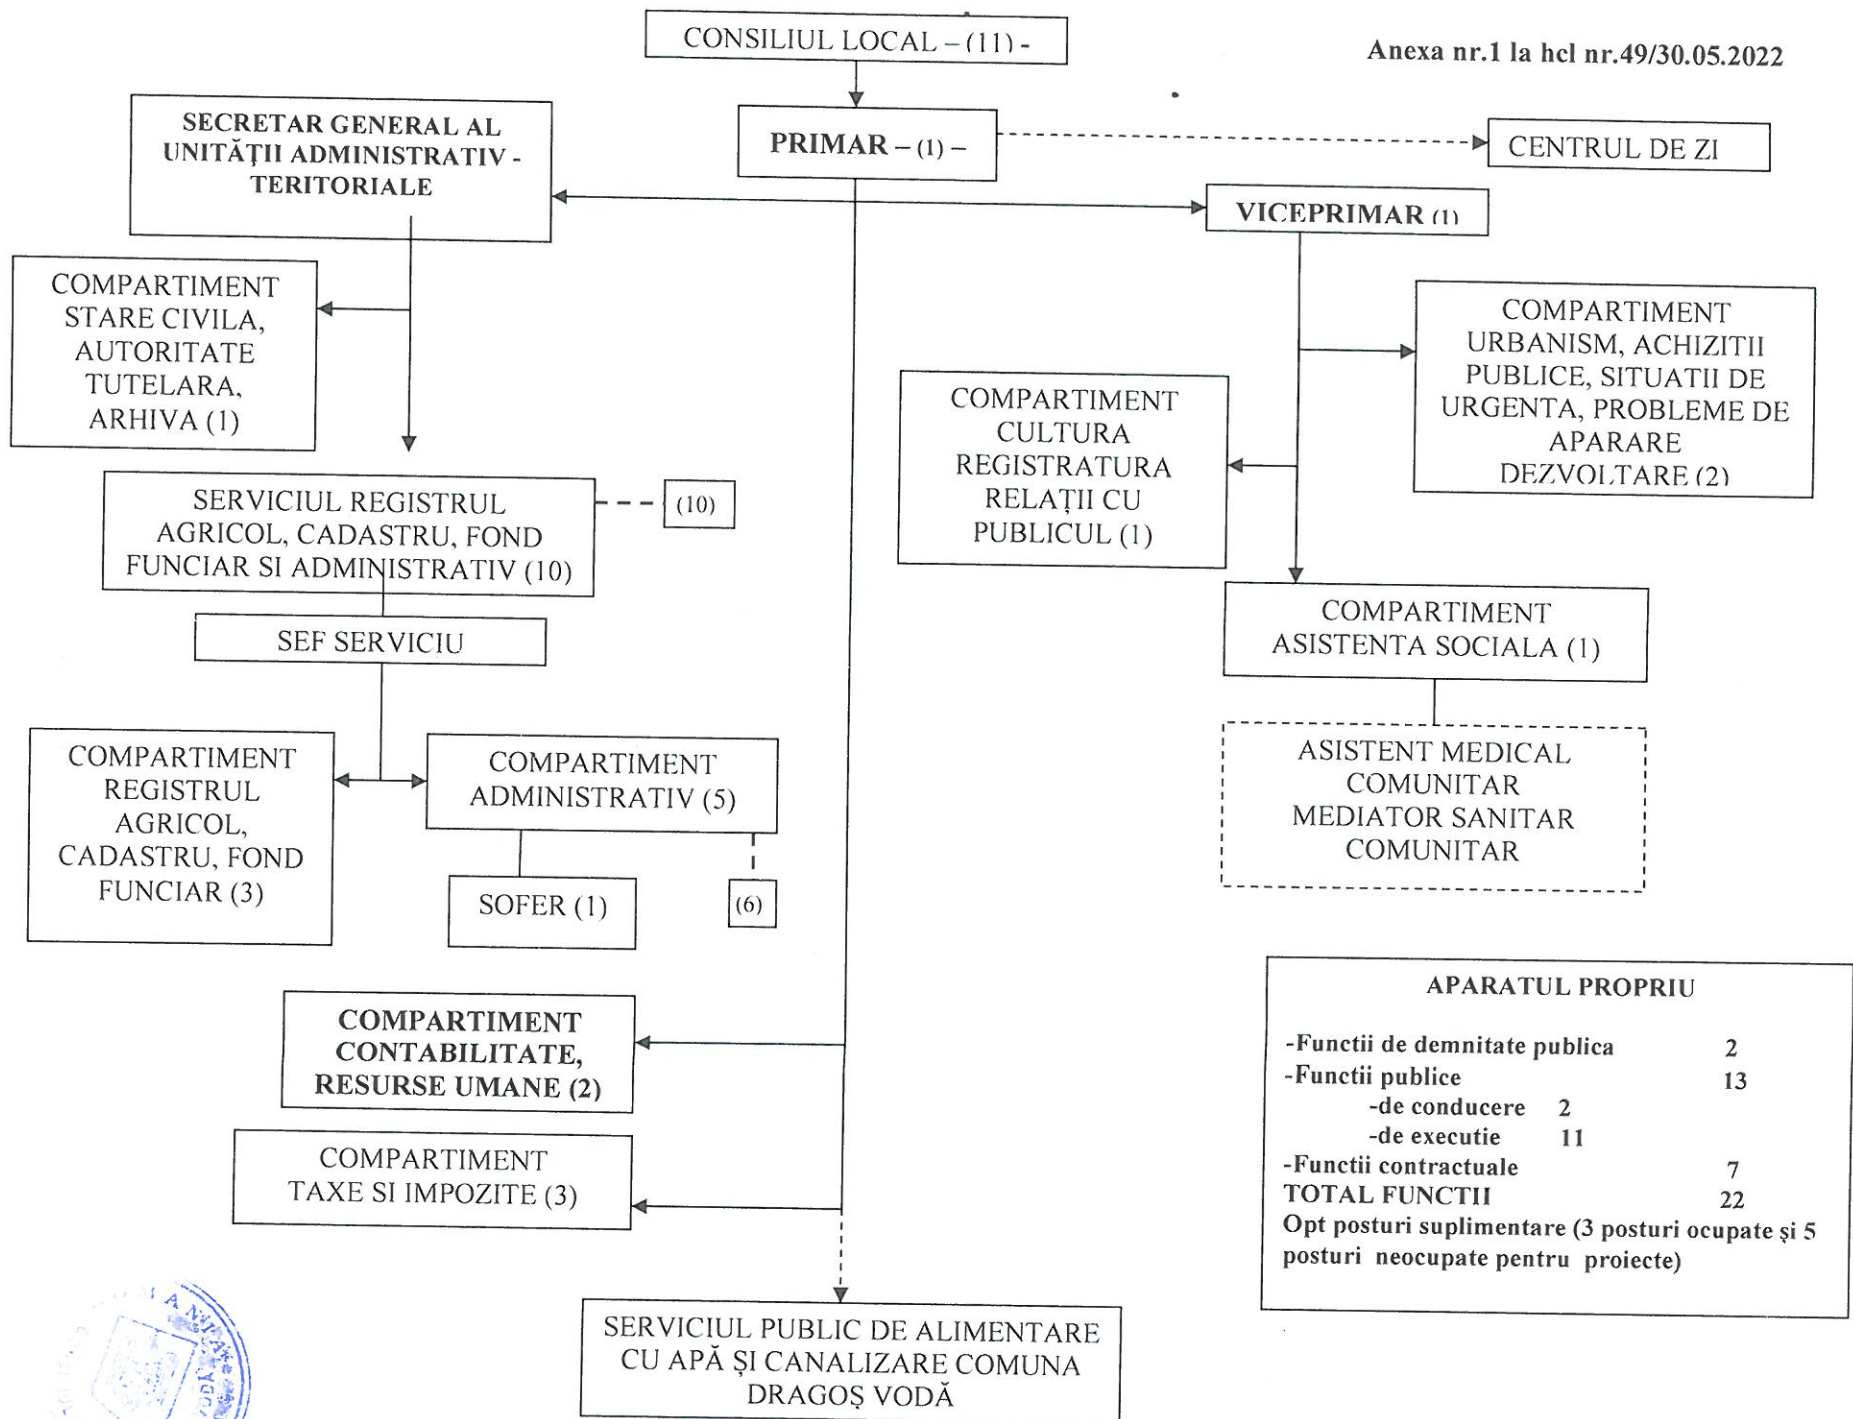 CONSILIUL LOCAL – (11) -
Anexa nr.1 la hcl nr.49/30.05.2022
SECRETAR GENERAL AL
UNITĂŢII ADMINISTRATIV -
TERITORIALE
PRIMAR – (1) –
CENTRUL DE ZI
VICEPRIMAR (1)
COMPARTIMENT
STARE CIVILA,
AUTORITATE
TUTELARA,
ARHIVA (1)
COMPARTIMENT
URBANISM, ACHIZITII
PUBLICE, SITUATII DE
URGENTA, PROBLEME DE
APARARE
DEZVOLTARE (2)
COMPARTIMENT
CULTURA
REGISTRATURA
RELAȚII CU
PUBLICUL (1)
SERVICIUL REGISTRUL
AGRICOL, CADASTRU, FOND
FUNCIAR SI ADMINISTRATIV (10)
(10)
SEF SERVICIU
COMPARTIMENT
ASISTENTA SOCIALA (1)
COMPARTIMENT
REGISTRUL
AGRICOL,
CADASTRU, FOND
FUNCIAR (3)
COMPARTIMENT
ADMINISTRATIV (5)
SOFER (1)
(6)
ASISTENT MEDICAL
COMUNITAR
MEDIATOR SANITAR
COMUNITAR
COMPARTIMENT
CONTABILITATE,
RESURSE UMANE (2)
COMPARTIMENT
TAXE SI IMPOZITE (3)
APARATUL PROPRIU
-Functii de demnitate publica 2
-Functii publice 13
-de conducere 2
-de executie 11
-Functii contractuale 7
TOTAL FUNCTII 22
Opt posturi suplimentare (3 posturi ocupate și 5
posturi neocupate pentru proiecte)
SERVICIUL PUBLIC DE ALIMENTARE
CU APĂ ȘI CANALIZARE COMUNA
DRAGOȘ VODĂ